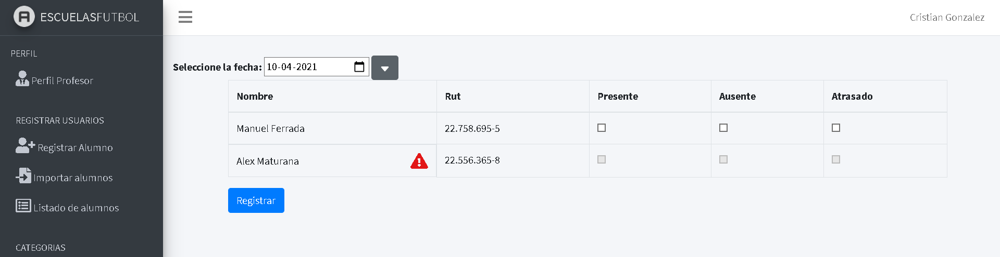 ESCUELASFUTBOL
Cristian Gonzalez
PERFIL
Perfil Profesor
REGISTRAR USUARIOS
Registrar Alumno
Importar alumnos
Listado de alumnos
CATEGORIAS
Seleccione la fecha: 10-04-2021
Nombre Rut Presente Ausente Atrasado
Manuel Ferrada 22.758.695-5
Alex Maturana 22.556.365-8
Registrar